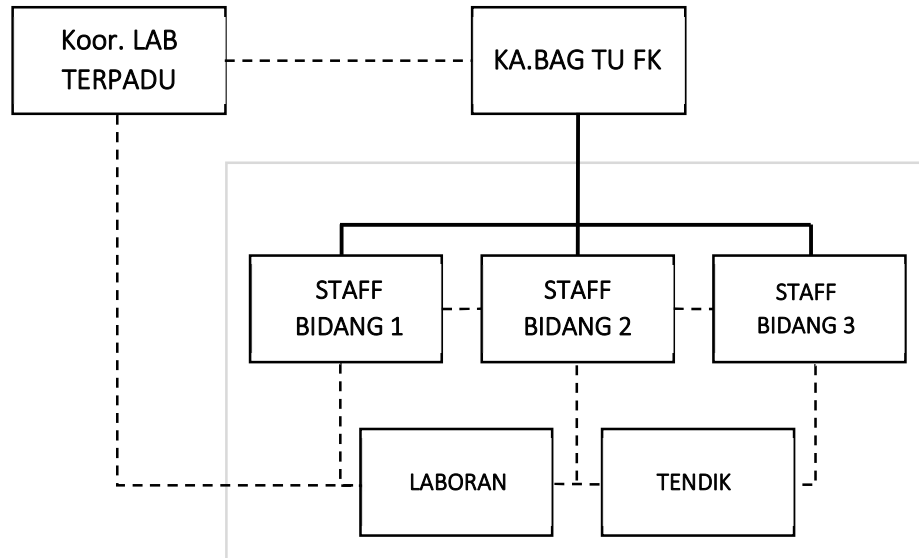 Koor. LAB
TERPADU
KA.BAG TU FK
STAFF
BIDANG 1
STAFF
BIDANG 2
STAFF
BIDANG 3
LABORAN
TENDIK